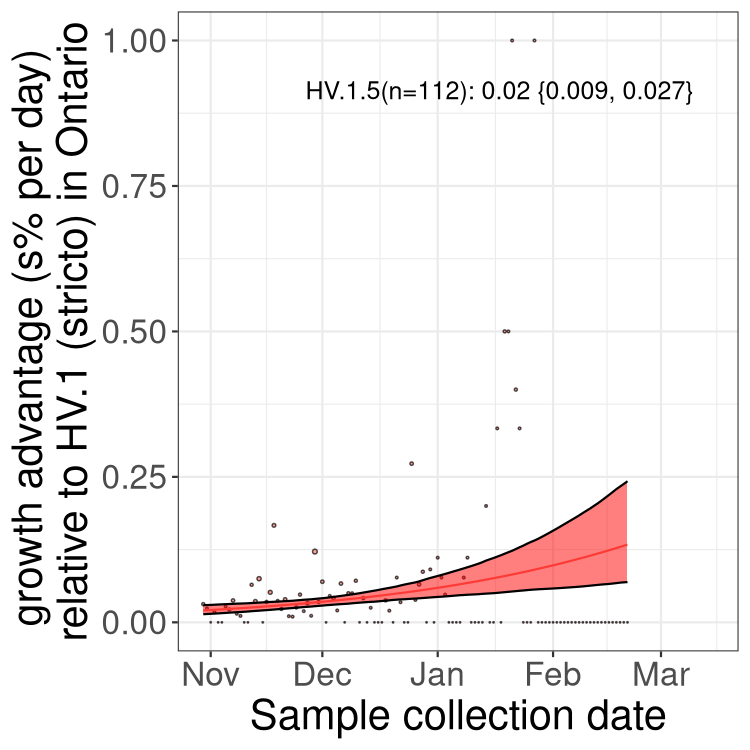 growth advantage (s% per day)
relative to HV.1 (stricto) in Ontario
1.00
0.75
0.50
0.25
0.00
HV.1.5(n=112): 0.02 {0.009, 0.027}
Nov Dec Jan Feb Mar
Sample collection date